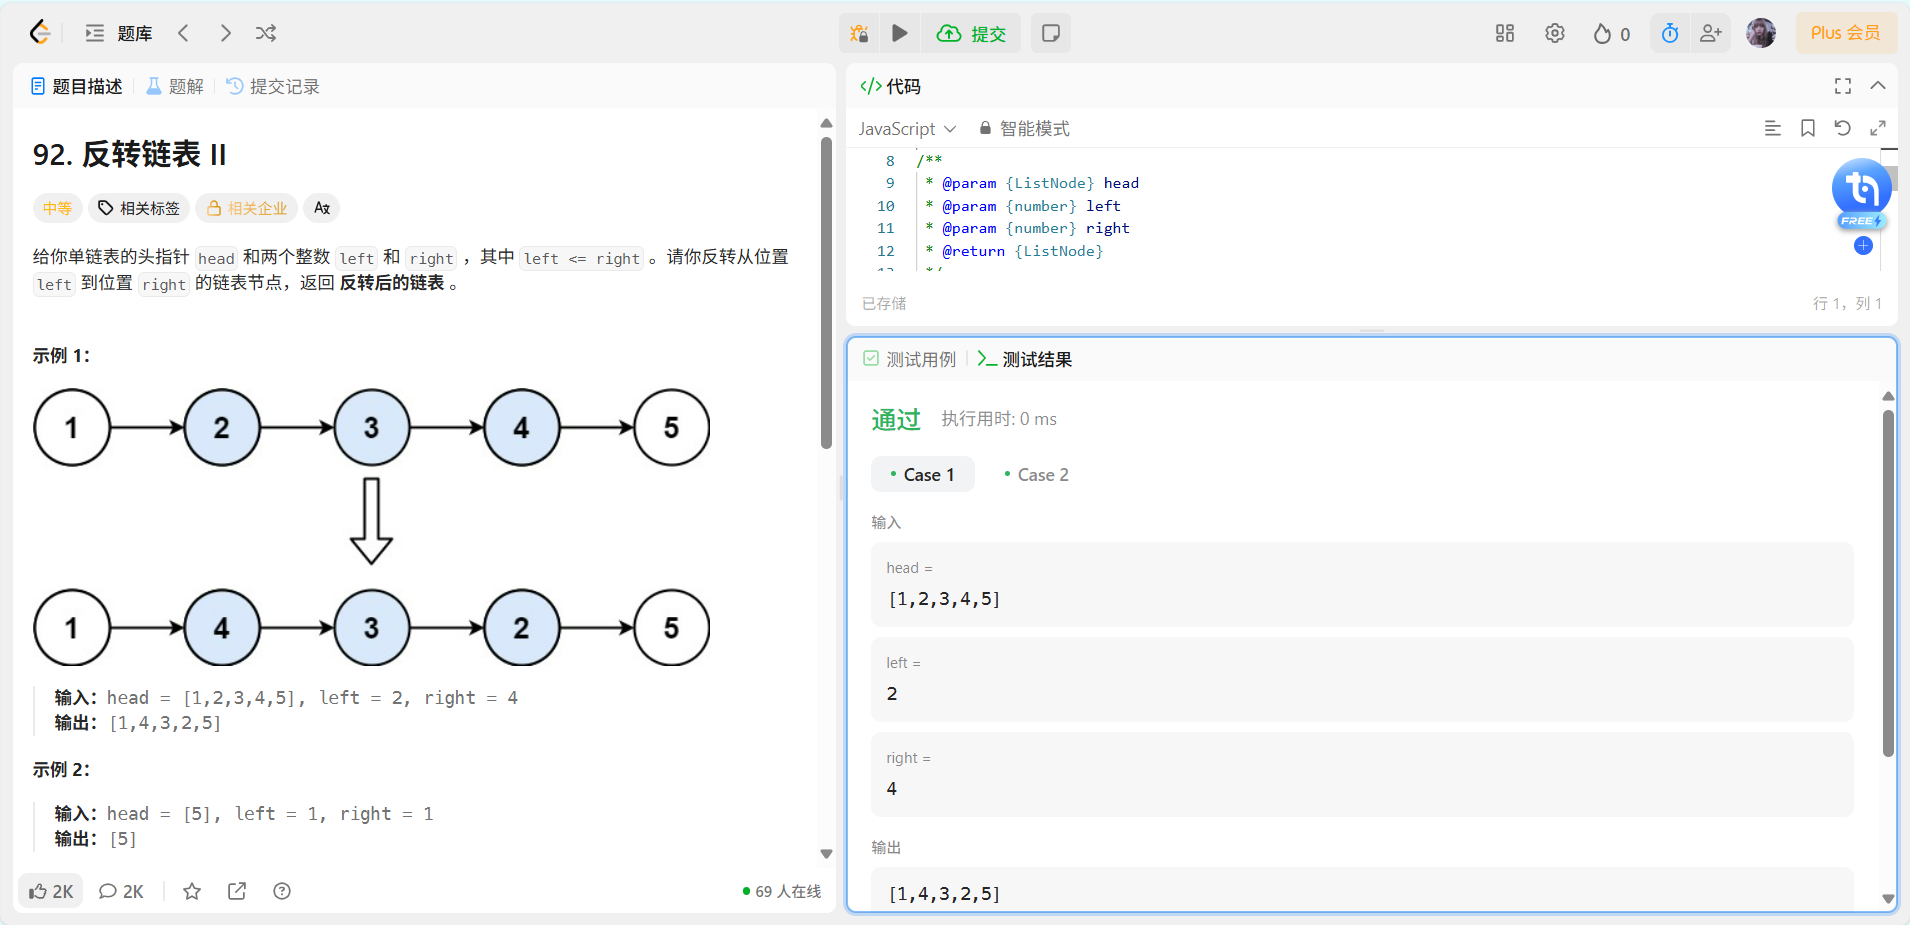 题库
提交
0
Plus 会员
题目描述
题解
提交记录
92. 反转链表 II
中等
相关标签
相关企业
给你单链表的头指针 head 和两个整数 left 和 right ，其中 left <= right 。请你反转从位置
left 到位置 right 的链表节点，返回 反转后的链表 。
示例 1：
1 2 3 4 5
1 4 3 2 5
输入：head = [1,2,3,4,5], left = 2, right = 4
输出：[1,4,3,2,5]
示例 2：
输入：head = [5], left = 1, right = 1
输出：[5]
2K
2K
69 人在线
</> 代码
JavaScript
智能模式
8 /**
9 * @param {ListNode} head
10 * @param {number} left
11 * @param {number} right
12 * @return {ListNode}
13 */
FREE
已存储
行 1，列 1
测试用例
>_ 测试结果
通过
执行用时: 0 ms
Case 1
Case 2
输入
head =
[1,2,3,4,5]
left =
2
right =
4
输出
[1,4,3,2,5]